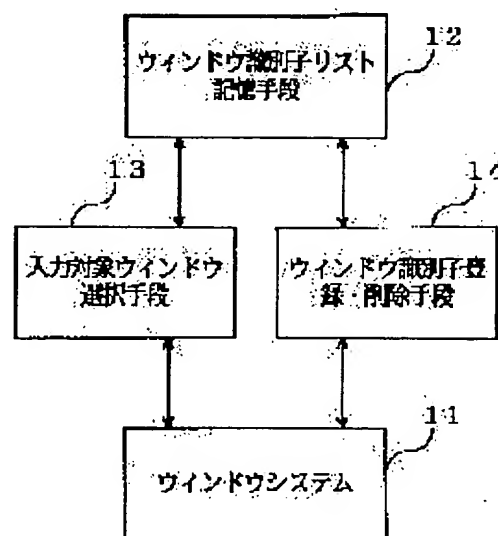 12
ウィンドウ識別子リスト
記憶手段
13
14
入力対象ウィンドウ
選択手段
ウィンドウ識別子登
録・削除手段
11
ウィンドウシステム